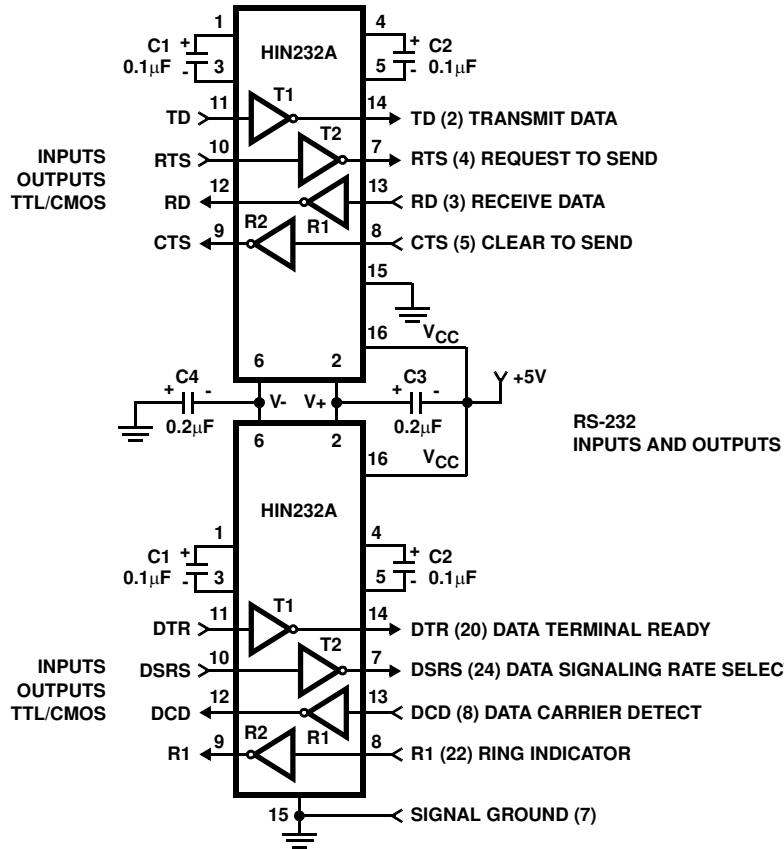 1 HIN232A 4
C1 + + C2
0.1μF - - 0.1μF
3 5
TD 11 T1 14 TD (2) TRANSMIT DATA
RTS 10 T2 7 RTS (4) REQUEST TO SEND
INPUTS
OUTPUTS
TTL/CMOS
RD 12 R1 13 RD (3) RECEIVE DATA
CTS 9 R2 8 CTS (5) CLEAR TO SEND
15
16 VCC
6 2
C4 C3
+ - V- V+ + - +5V
0.2μF 0.2μF
RS-232
INPUTS AND OUTPUTS
6 2
16 VCC
HIN232A
1 4
C1 + + C2
0.1μF - - 0.1μF
3 5
DTR 11 T1 14 DTR (20) DATA TERMINAL READY
DSRS 10 T2 7 DSRS (24) DATA SIGNALING RATE SELEC
INPUTS
OUTPUTS
TTL/CMOS
DCD 12 R1 13 DCD (8) DATA CARRIER DETECT
R1 9 R2 8 R1 (22) RING INDICATOR
15 SIGNAL GROUND (7)